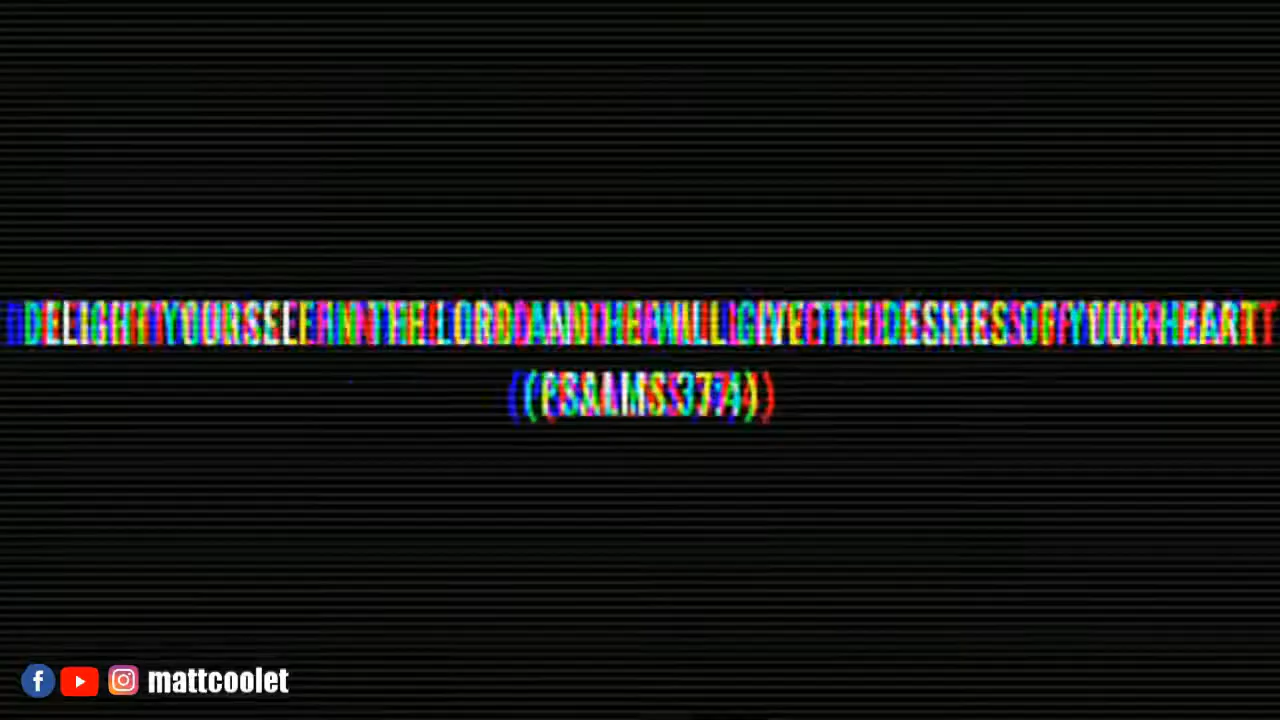 DELIGHT YOURSELF IN THE LORD AND HE WILL GIVE THE DESIRES OF YOUR HEART
(PSALMS 37:4)
mattcoolet